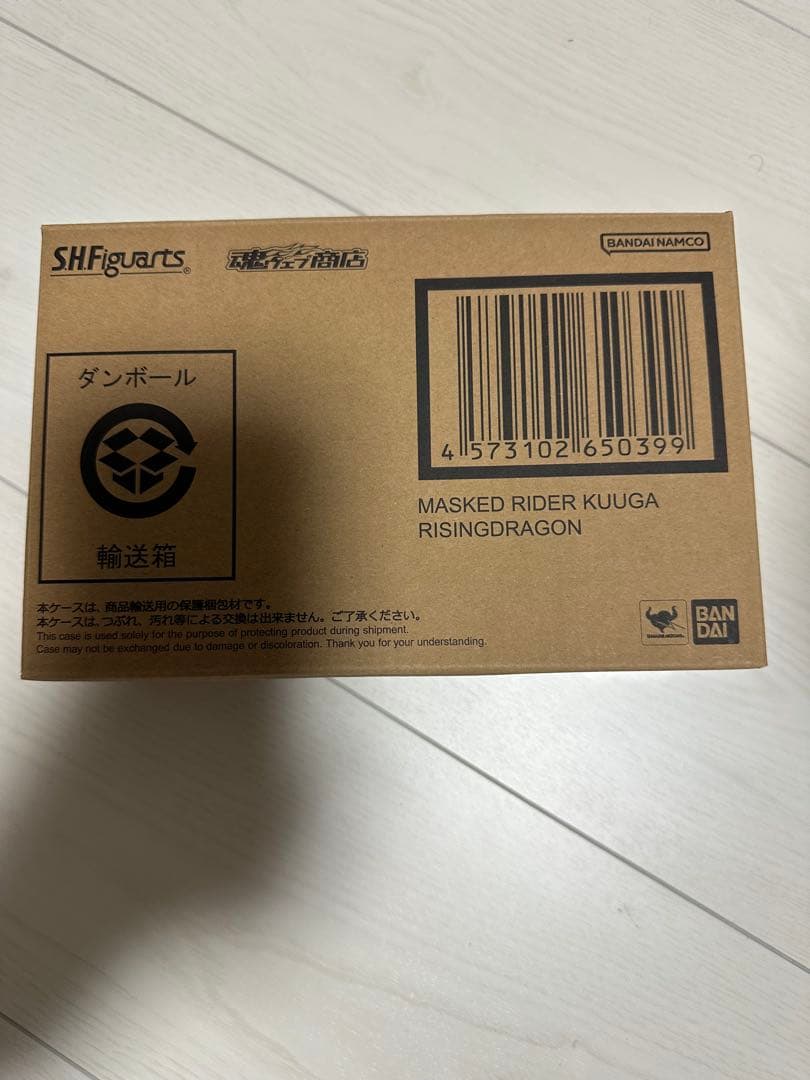 S.H.Figuarts®
魂ウェブ商店
BANDAI NAMCO
ダンボール
輸送箱
4 573102 650399
MASKED RIDER KUUGA
RISINGDRAGON
本ケースは、商品輸送用の保護梱包材です。
本ケースは、つぶれ、汚れ等による交換は出来ません。ご了承ください。
This case is used solely for the purpose of protecting product during shipment.
Case may not be exchanged due to damage or discoloration. Thank you for your understanding.
BAN
DAI